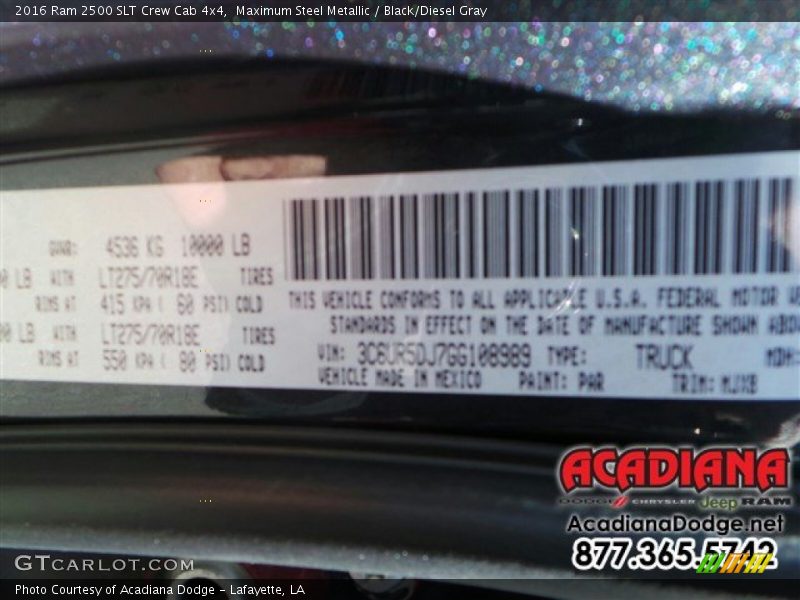 2016 Ram 2500 SLT Crew Cab 4x4, Maximum Steel Metallic / Black/Diesel Gray
GVWR: 4536 KG 10000 LB
0 LB WITH LT275/70R18E TIRES
RIMS AT 415 KPA ( 60 PSI) COLD
00 LB WITH LT275/70R18E TIRES
RIMS AT 550 KPA ( 80 PSI) COLD
THIS VEHICLE CONFORMS TO ALL APPLICABLE U.S.A. FEDERAL MOTOR
STANDARDS IN EFFECT ON THE DATE OF MANUFACTURE SHOWN
VIN: 3C6UR5DJ7GG108989 TYPE: TRUCK MDH:
VEHICLE MADE IN MEXICO PAINT: PAR TRIM: MJX8
ACADIANA
DODGE CHRYSLER Jeep RAM
AcadianaDodge.net
877.365.5742
GTCARLOT.COM
Photo Courtesy of Acadiana Dodge - Lafayette, LA